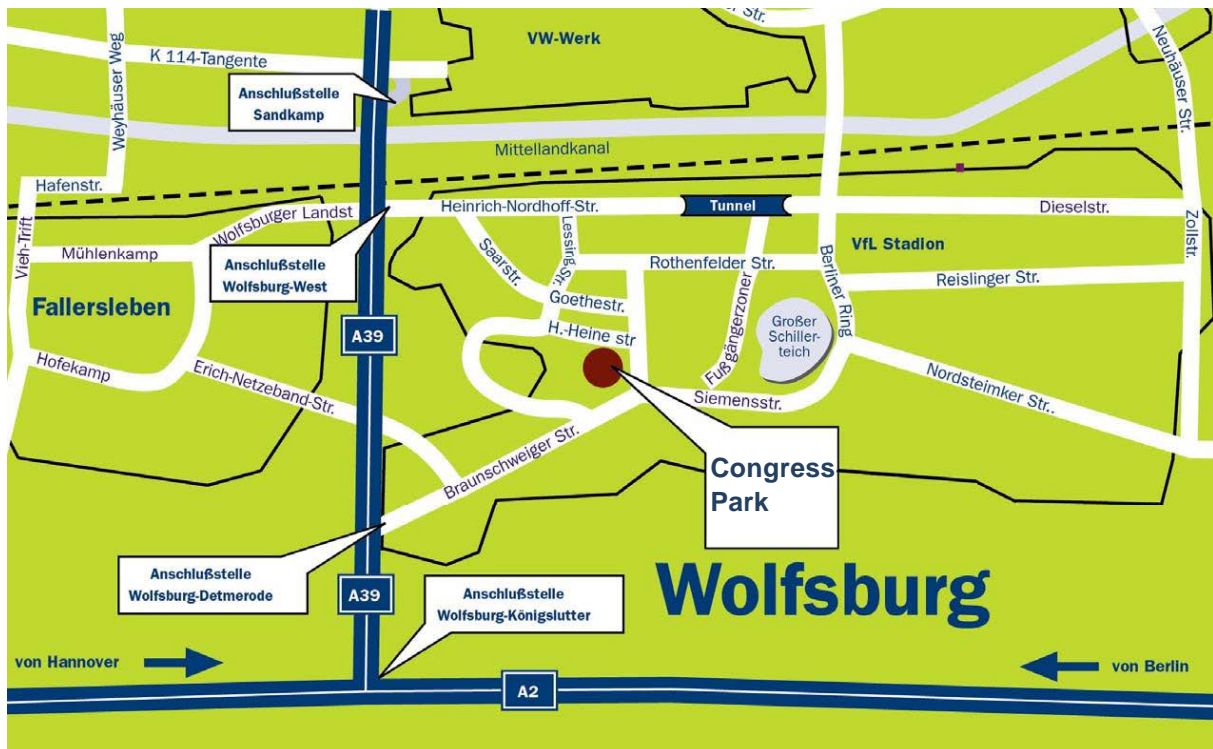 er Str.
VW-Werk
K 114-Tangente
Weyhäuser Weg
Neuhäuser Str.
Anschlußstelle
Sandkamp
Mittellandkanal
Hafenstr.
Heinrich-Nordhoff-Str.
Tunnel
Dieselstr.
Wolfsburger Landst
Vieh-Trift
Mühlenkamp
Lessing Str.
Zollstr.
VfL Stadion
Anschlußstelle
Wolfsburg-West
Saarstr.
Rothenfelder Str.
Berliner Ring
Reislinger Str.
Fallersleben
Goethestr.
Fußgängerzoner
Großer
Schiller-
teich
A39
H.-Heine str
Hofekamp
Erich-Netzeband-Str.
Siemensstr.
Nordsteimker Str..
Braunschweiger Str.
Congress
Park
Anschlußstelle
Wolfsburg-Detmerode
A39
Anschlußstelle
Wolfsburg-Königslutter
Wolfsburg
von Hannover
von Berlin
A2